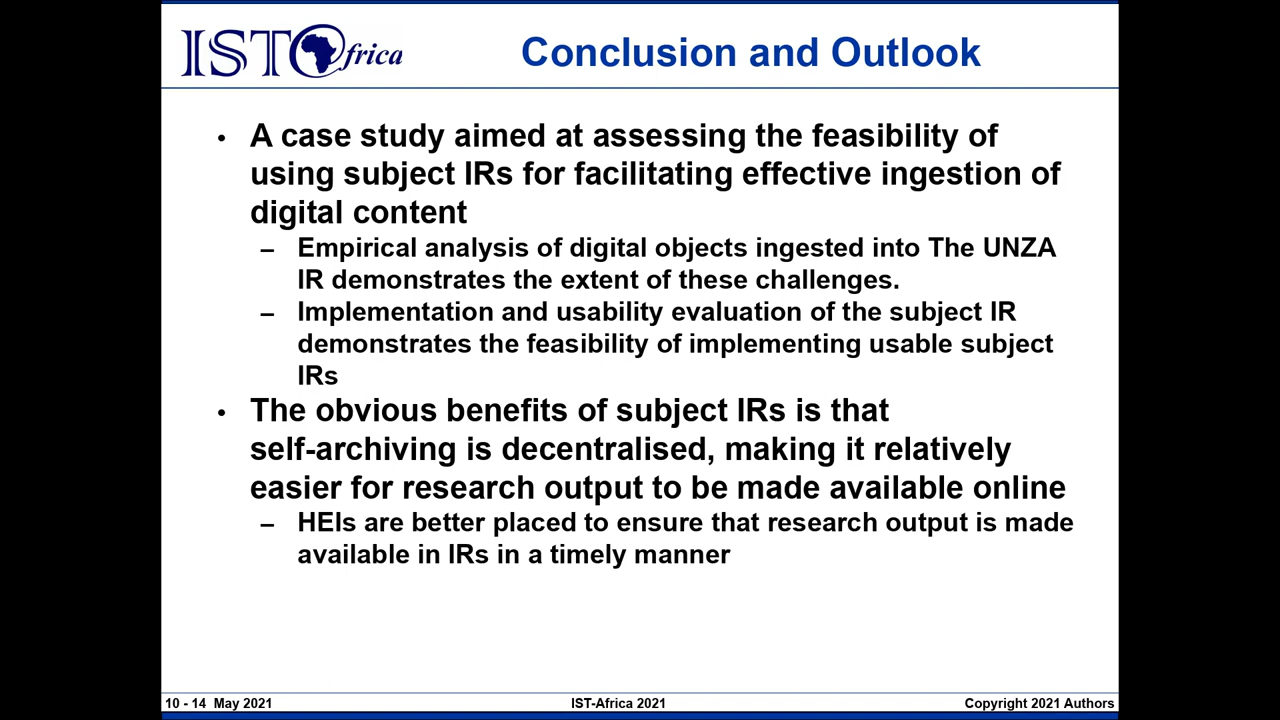 IST Africa
Conclusion and Outlook
• A case study aimed at assessing the feasibility of
using subject IRs for facilitating effective ingestion of
digital content
– Empirical analysis of digital objects ingested into The UNZA
IR demonstrates the extent of these challenges.
– Implementation and usability evaluation of the subject IR
demonstrates the feasibility of implementing usable subject
IRs
• The obvious benefits of subject IRs is that
self-archiving is decentralised, making it relatively
easier for research output to be made available online
– HEIs are better placed to ensure that research output is made
available in IRs in a timely manner
10 - 14 May 2021
IST-Africa 2021
Copyright 2021 Authors